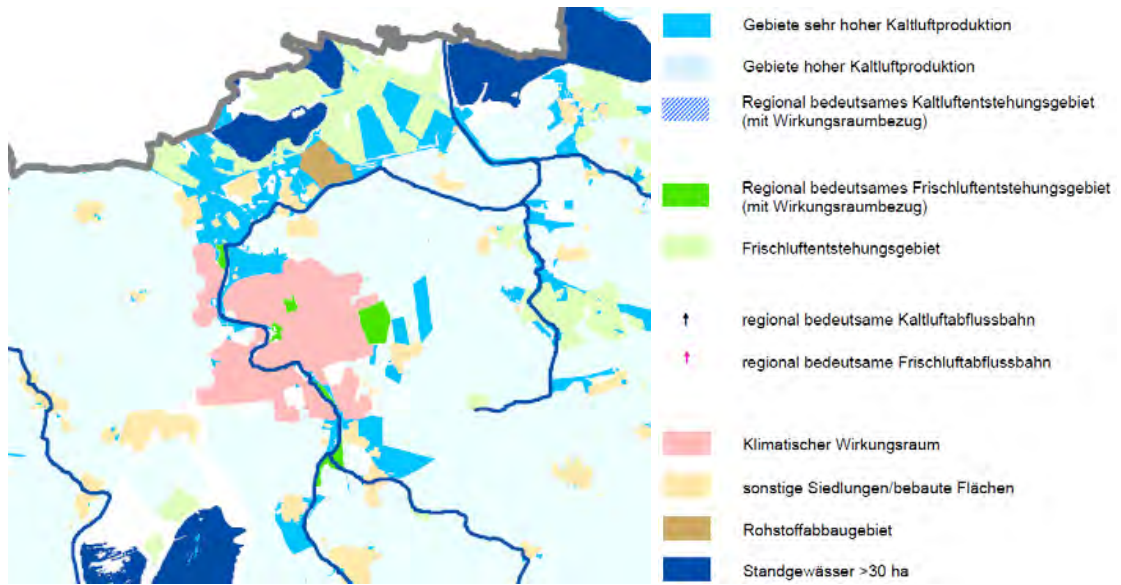 Gebiete sehr hoher Kaltluftproduktion
Gebiete hoher Kaltluftproduktion
Regional bedeutsames Kaltluftentstehungsgebiet
(mit Wirkungsraumbezug)
Regional bedeutsames Frischluftentstehungsgebiet
(mit Wirkungsraumbezug)
Frischluftentstehungsgebiet
regional bedeutsame Kaltluftabflussbahn
regional bedeutsame Frischluftabflussbahn
Klimatischer Wirkungsraum
sonstige Siedlungen/bebaute Flächen
Rohstoffabbaugebiet
Standgewässer >30 ha